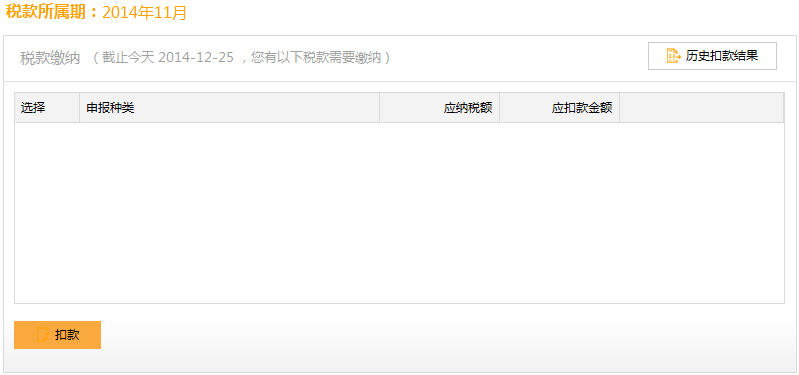 税款所属期：2014年11月
税款缴纳 （截止今天 2014-12-25 ，您有以下税款需要缴纳） 历史扣款结果
选择 申报种类 应纳税额 应扣款金额
扣款